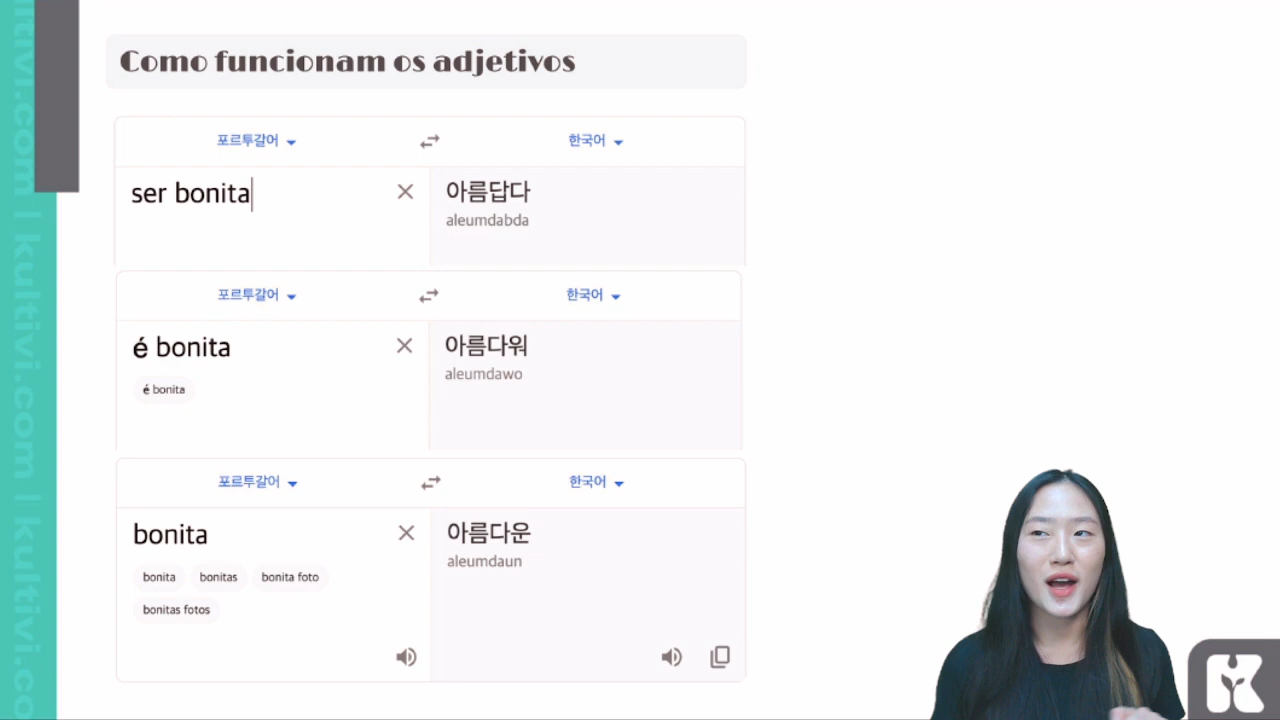 Como funcionam os adjetivos
포르투갈어 한국어
ser bonita 아름답다
aleumdabda
포르투갈어 한국어
é bonita 아름다워
é bonita aleumdawo
포르투갈어 한국어
bonita 아름다운
aleumdaun
bonita bonitas bonita foto
bonitas fotos
kultivi.com | kultivi.com | kultivi.co